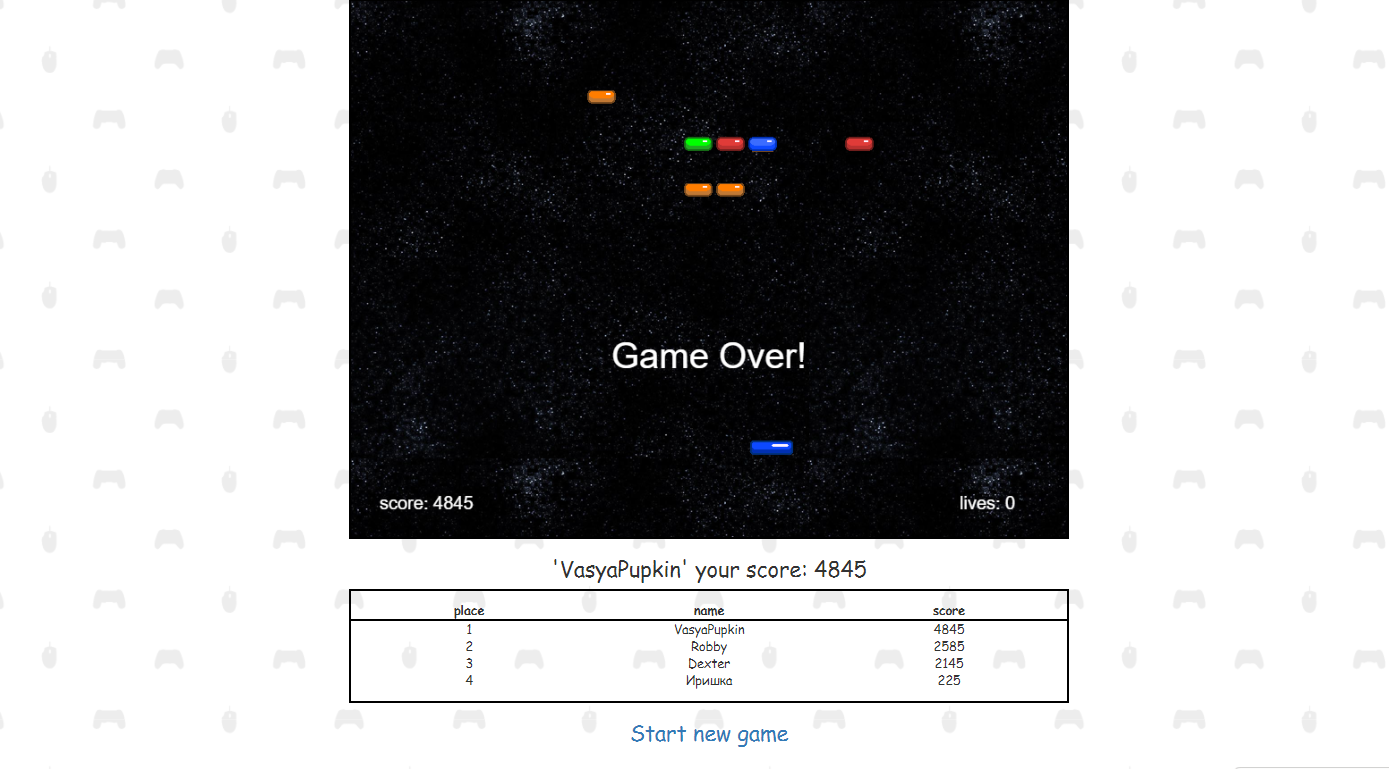 Game Over!
score: 4845 lives: 0
'VasyaPupkin' your score: 4845
place name score
1 VasyaPupkin 4845
2 Robby 2585
3 Dexter 2145
4 Иришка 225
Start new game